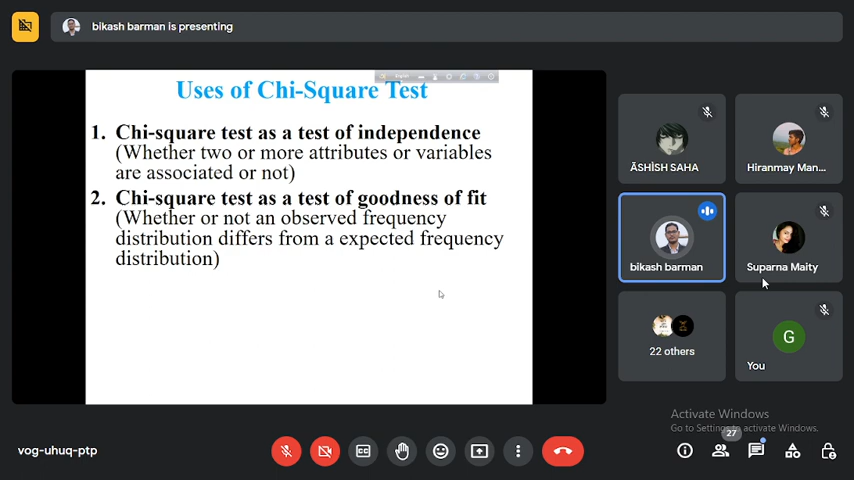 bikash barman is presenting
English
Uses of Chi-Square Test
1. Chi-square test as a test of independence
(Whether two or more attributes or variables
are associated or not)
2. Chi-square test as a test of goodness of fit
(Whether or not an observed frequency
distribution differs from a expected frequency
distribution)
ĀSHÌSH SAHA
Hiranmay Man...
bikash barman
Suparna Maity
22 others
G
You
Activate Windows
Go to Settings to activate Windows.
27
vog-uhuq-ptp